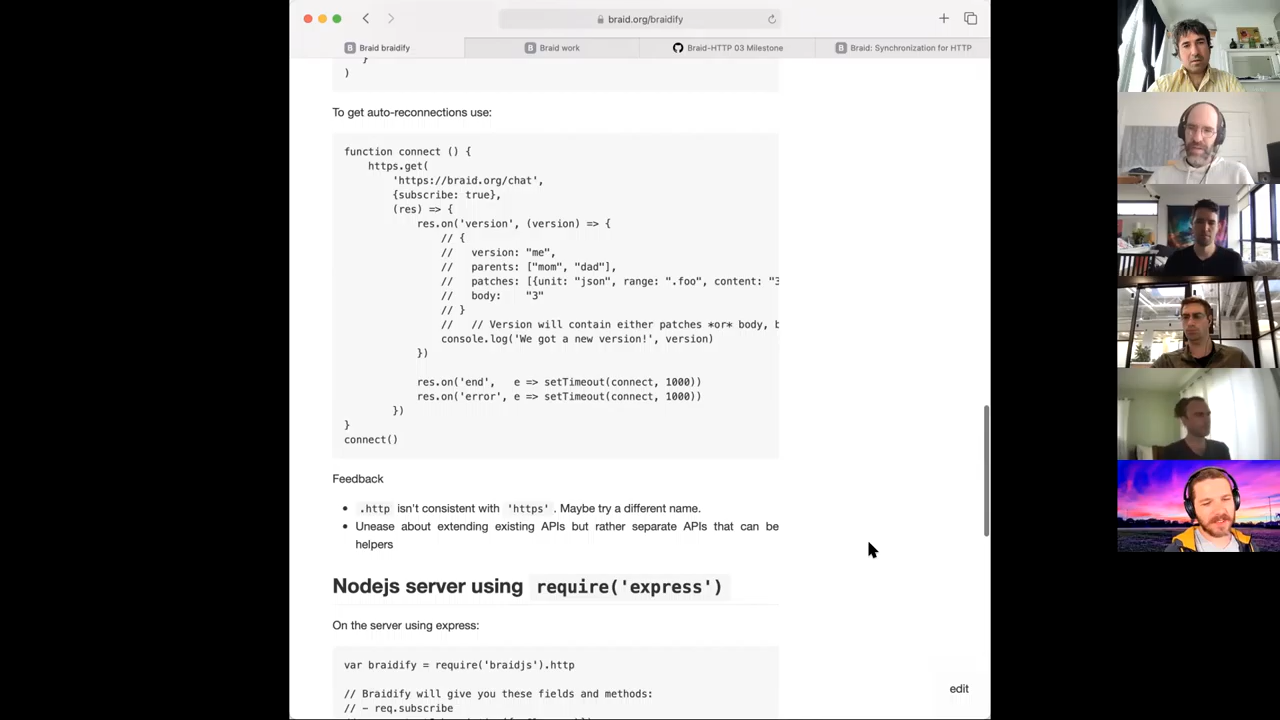 braid.org/braidify
Braid braidify
Braid work
Braid-HTTP 03 Milestone
Braid: Synchronization for HTTP
}
)
To get auto-reconnections use:
function connect () {
https.get(
'https://braid.org/chat',
{subscribe: true},
(res) => {
res.on('version', (version) => {
// {
//   version: "me",
//   parents: ["mom", "dad"],
//   patches: [{unit: "json", range: ".foo", content: "3
//   body:    "3"
// }
//   // Version will contain either patches *or* body, b
console.log('We got a new version!', version)
})
res.on('end',   e => setTimeout(connect, 1000))
res.on('error', e => setTimeout(connect, 1000))
})
}
connect()
Feedback
• .http isn't consistent with 'https'. Maybe try a different name.
• Unease about extending existing APIs but rather separate APIs that can be
helpers
Nodejs server using require('express')
On the server using express:
var braidify = require('braidjs').http
// Braidify will give you these fields and methods:
// - req.subscribe
edit